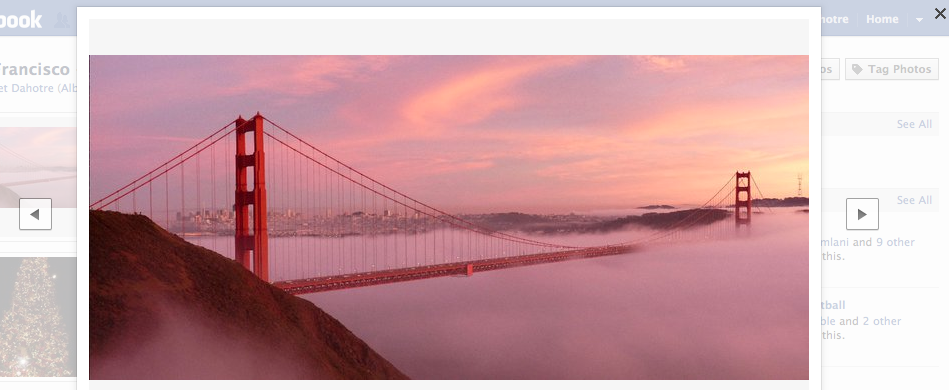 book
notre Home
Francisco
et Dahotre (Alb
os Tag Photos
See All
See All
mlani and 9 other
this.
tball
ble and 2 other
this.